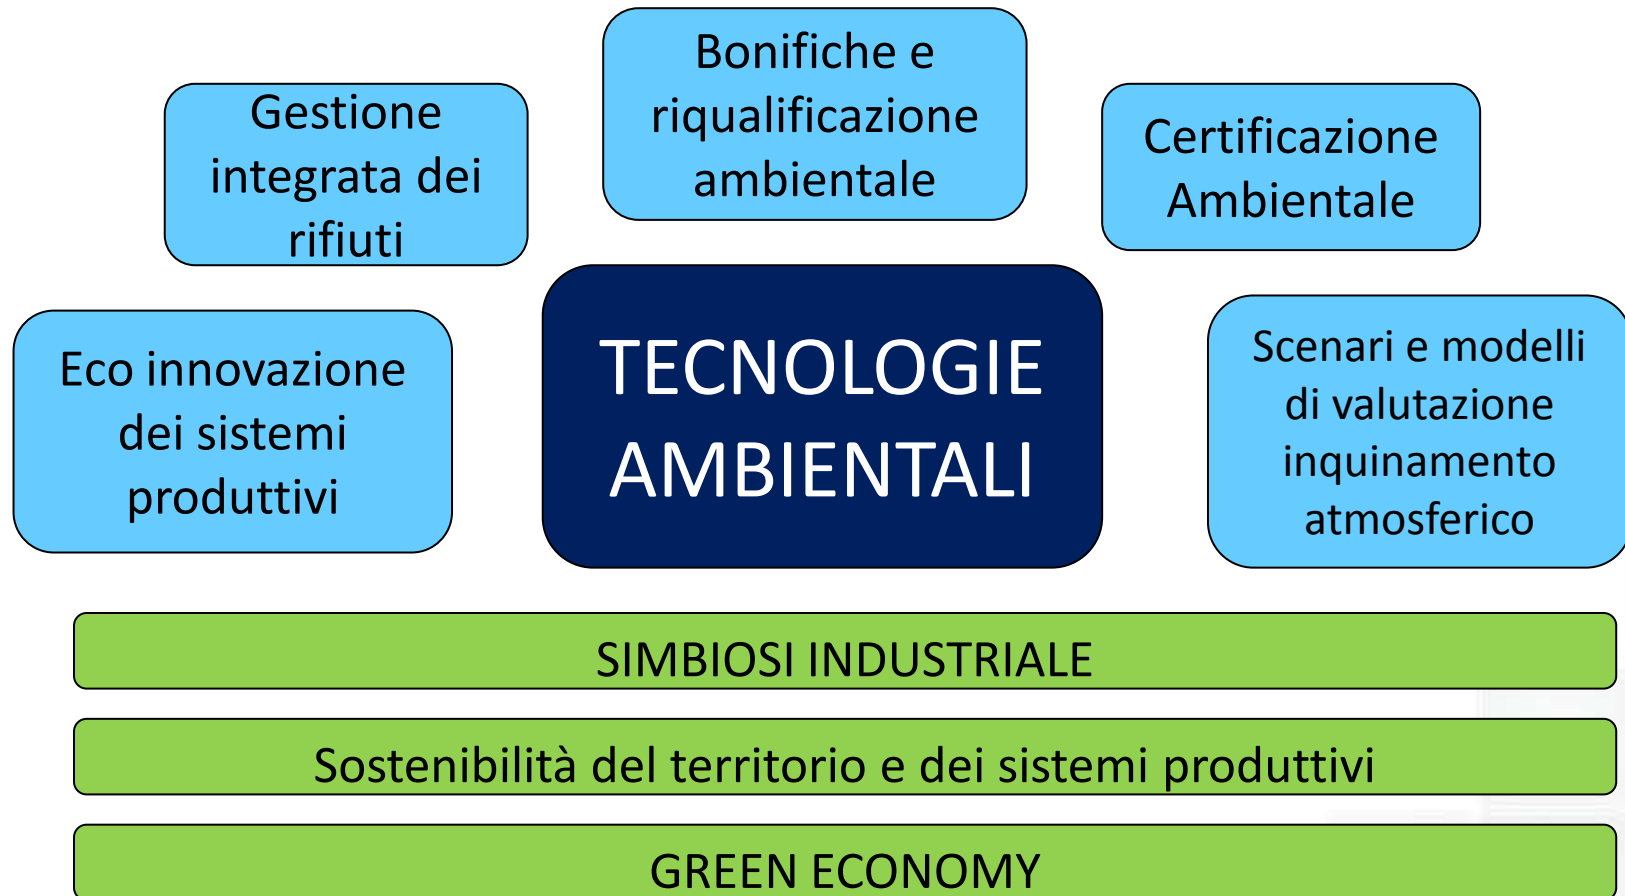 Bonifiche e
riqualificazione
ambientale
Gestione
integrata dei
rifiuti
Certificazione
Ambientale
Eco innovazione
dei sistemi
produttivi
TECNOLOGIE
AMBIENTALI
Scenari e modelli
di valutazione
inquinamento
atmosferico
SIMBIOSI INDUSTRIALE
Sostenibilità del territorio e dei sistemi produttivi
GREEN ECONOMY